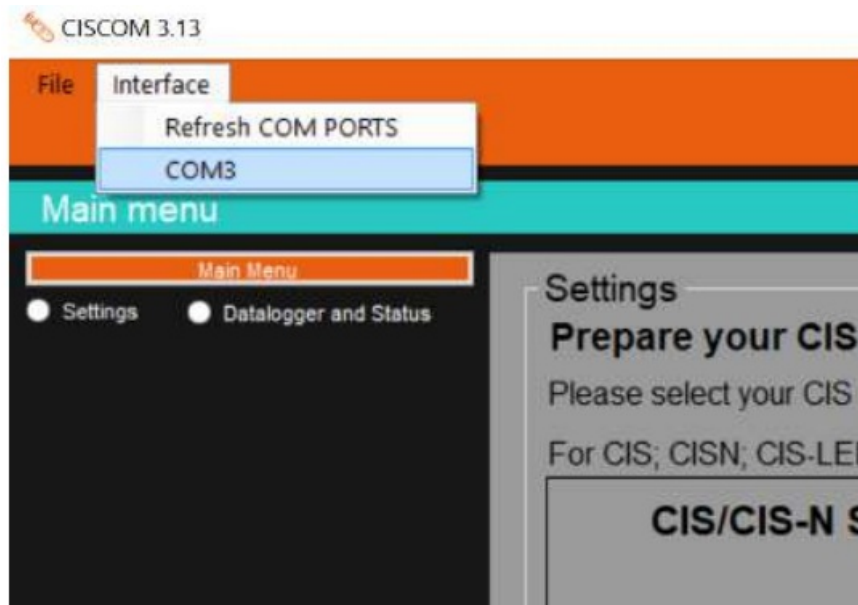 CISCOM 3.13
File Interface
Refresh COM PORTS
COM3
Main menu
Main Menu
Settings Datalogger and Status
Settings
Prepare your CIS
Please select your CIS
For CIS; CISN; CIS-LE
CIS/CIS-N